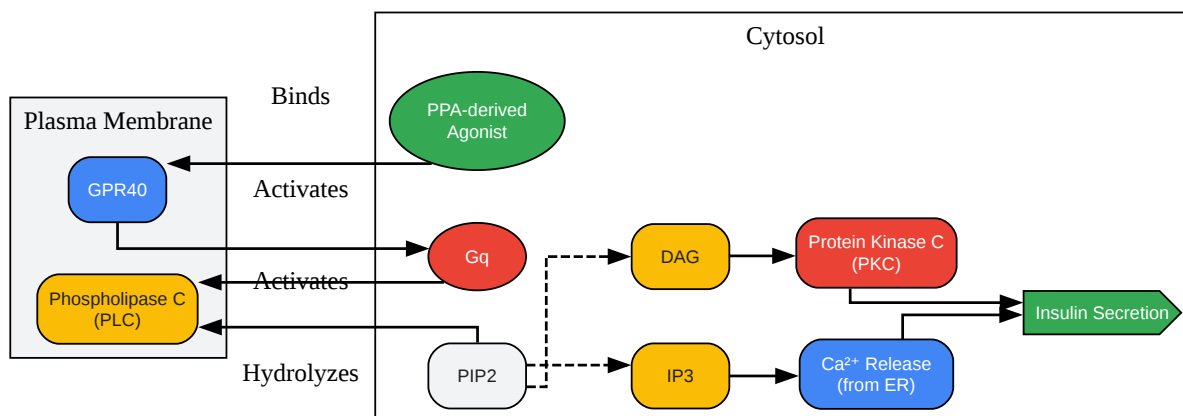 Cytosol
Binds
PPA-derived
Agonist
Plasma Membrane
GPR40
Activates
Gq
DAG
Protein Kinase C
(PKC)
Phospholipase C
(PLC)
Activates
Insulin Secretion
Hydrolyzes
PIP2
IP3
Ca²⁺ Release
(from ER)